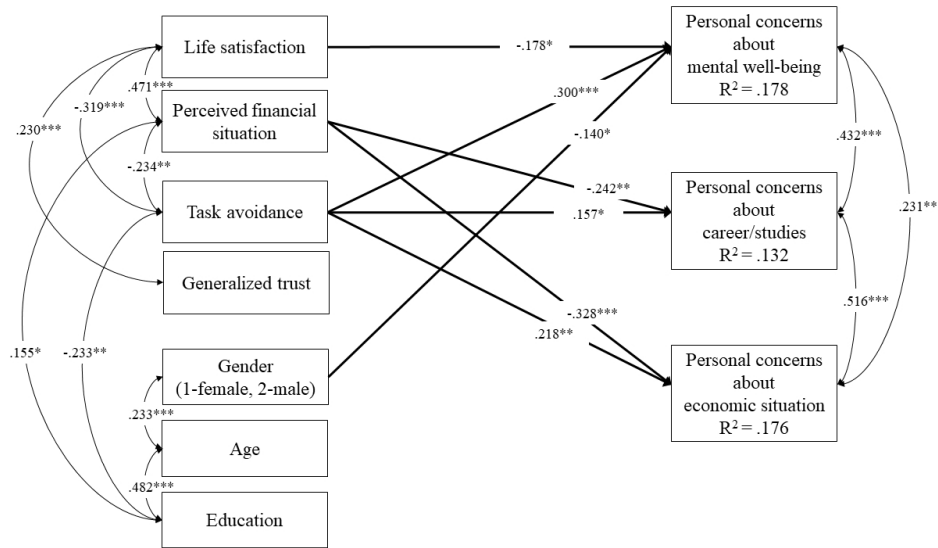 Life satisfaction
Perceived financial
situation
Task avoidance
Generalized trust
Gender
(1-female, 2-male)
Age
Education
.471***
-.319***
.230***
-.234**
.155*
-.233**
.233***
.482***
-.178*
.300***
-.140*
-.242**
.157*
-.328***
.218**
Personal concerns
about
mental well-being
R² = .178
Personal concerns
about
career/studies
R² = .132
Personal concerns
about
economic situation
R² = .176
.432***
.231**
.516***